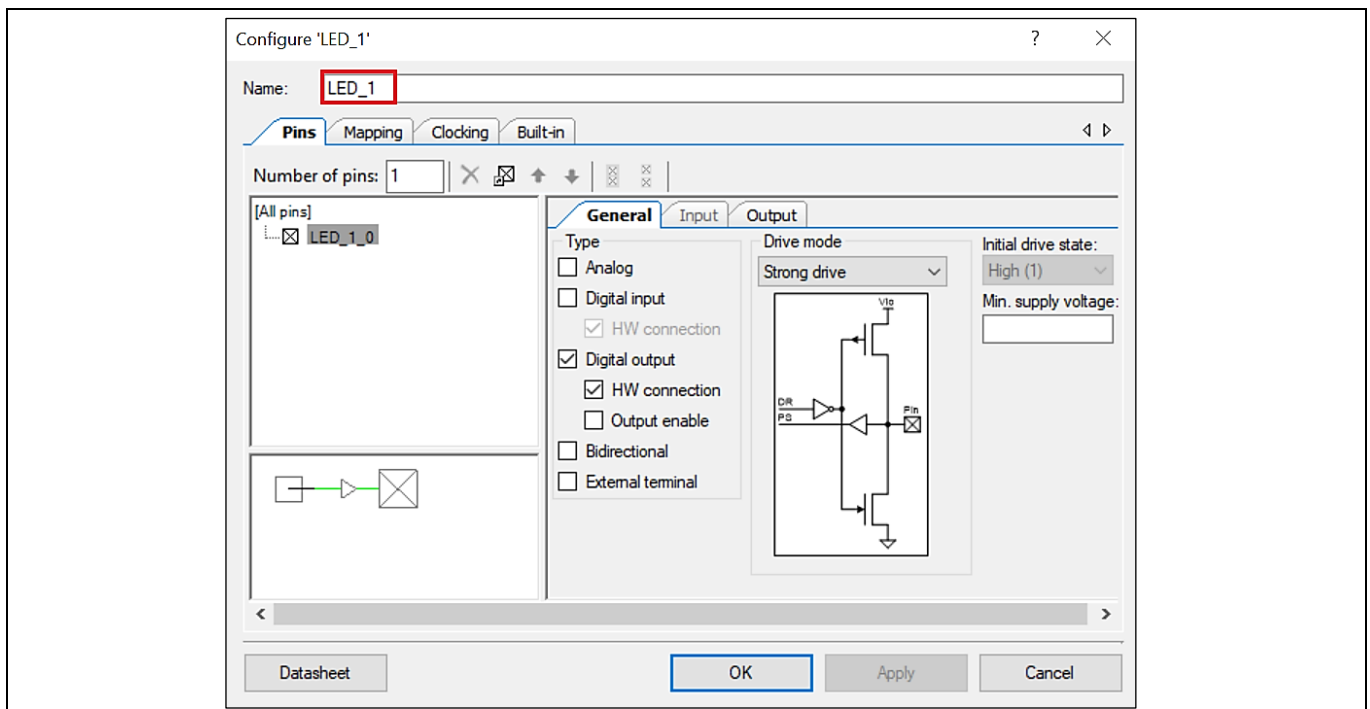 Configure 'LED_1'
?
Name: LED_1
Pins Mapping Clocking Built-in
Number of pins: 1
[All pins]
LED_1_0
General Input Output
Type
Analog
Digital input
HW connection
Digital output
HW connection
Output enable
Bidirectional
External terminal
Drive mode
Strong drive
Vio
DR
PS
Pin
Initial drive state:
High (1)
Min. supply voltage:
Datasheet OK Apply Cancel